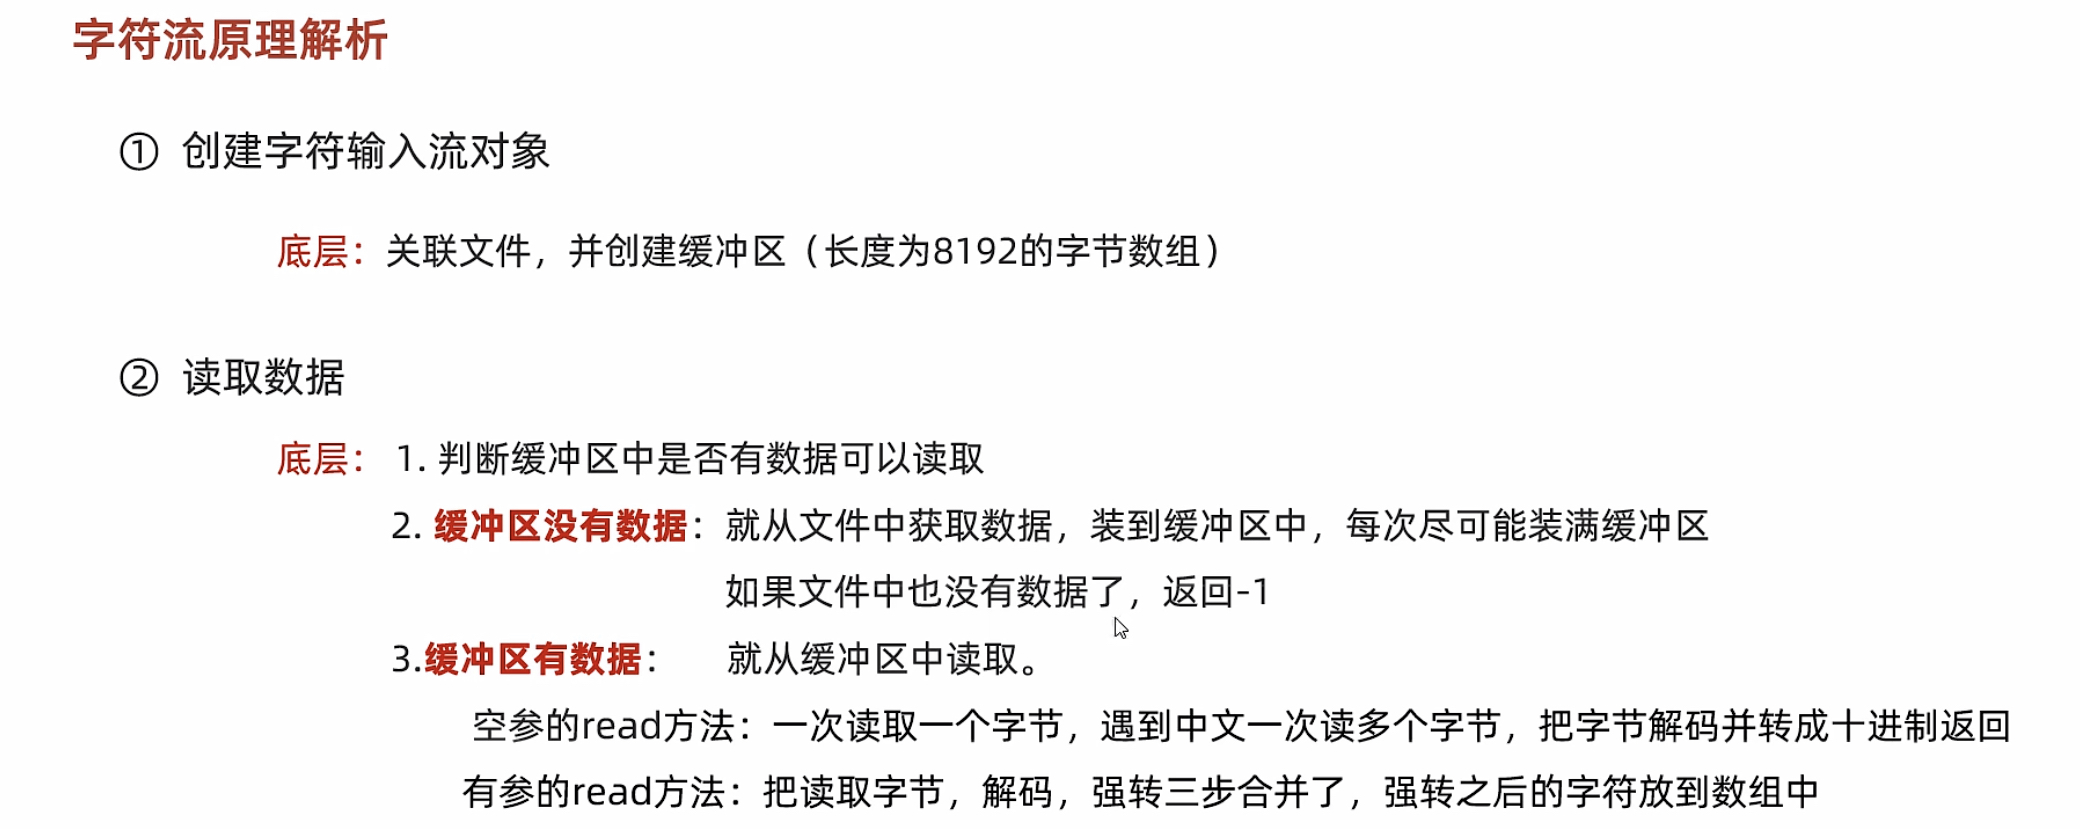 字符流原理解析
① 创建字符输入流对象
底层：关联文件，并创建缓冲区（长度为8192的字节数组）
② 读取数据
底层： 1. 判断缓冲区中是否有数据可以读取
2. 缓冲区没有数据：就从文件中获取数据，装到缓冲区中，每次尽可能装满缓冲区
如果文件中也没有数据了，返回-1
3.缓冲区有数据： 就从缓冲区中读取。
空参的read方法：一次读取一个字节，遇到中文一次读多个字节，把字节解码并转成十进制返回
有参的read方法：把读取字节，解码，强转三步合并了，强转之后的字符放到数组中